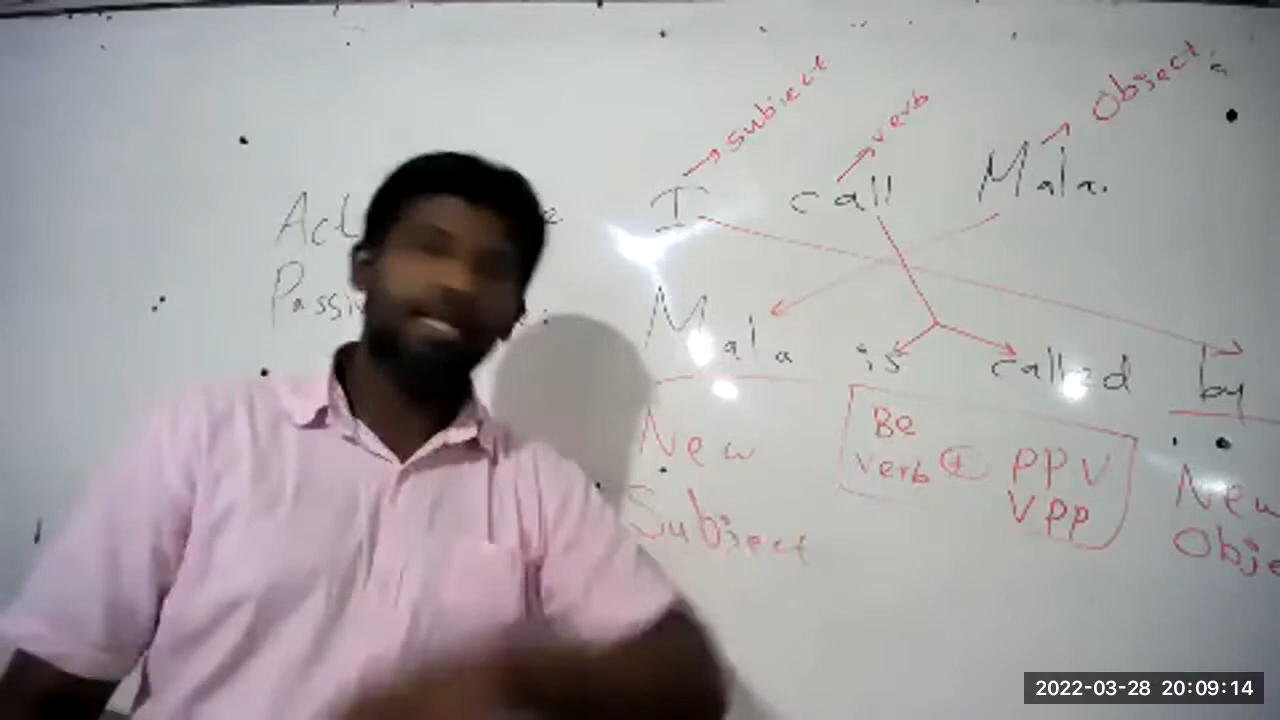 subject verb Object
I call Mala.
Mala is called by
New Subject
Be verb + PPV VPP
New
2022-03-28 20:09:14